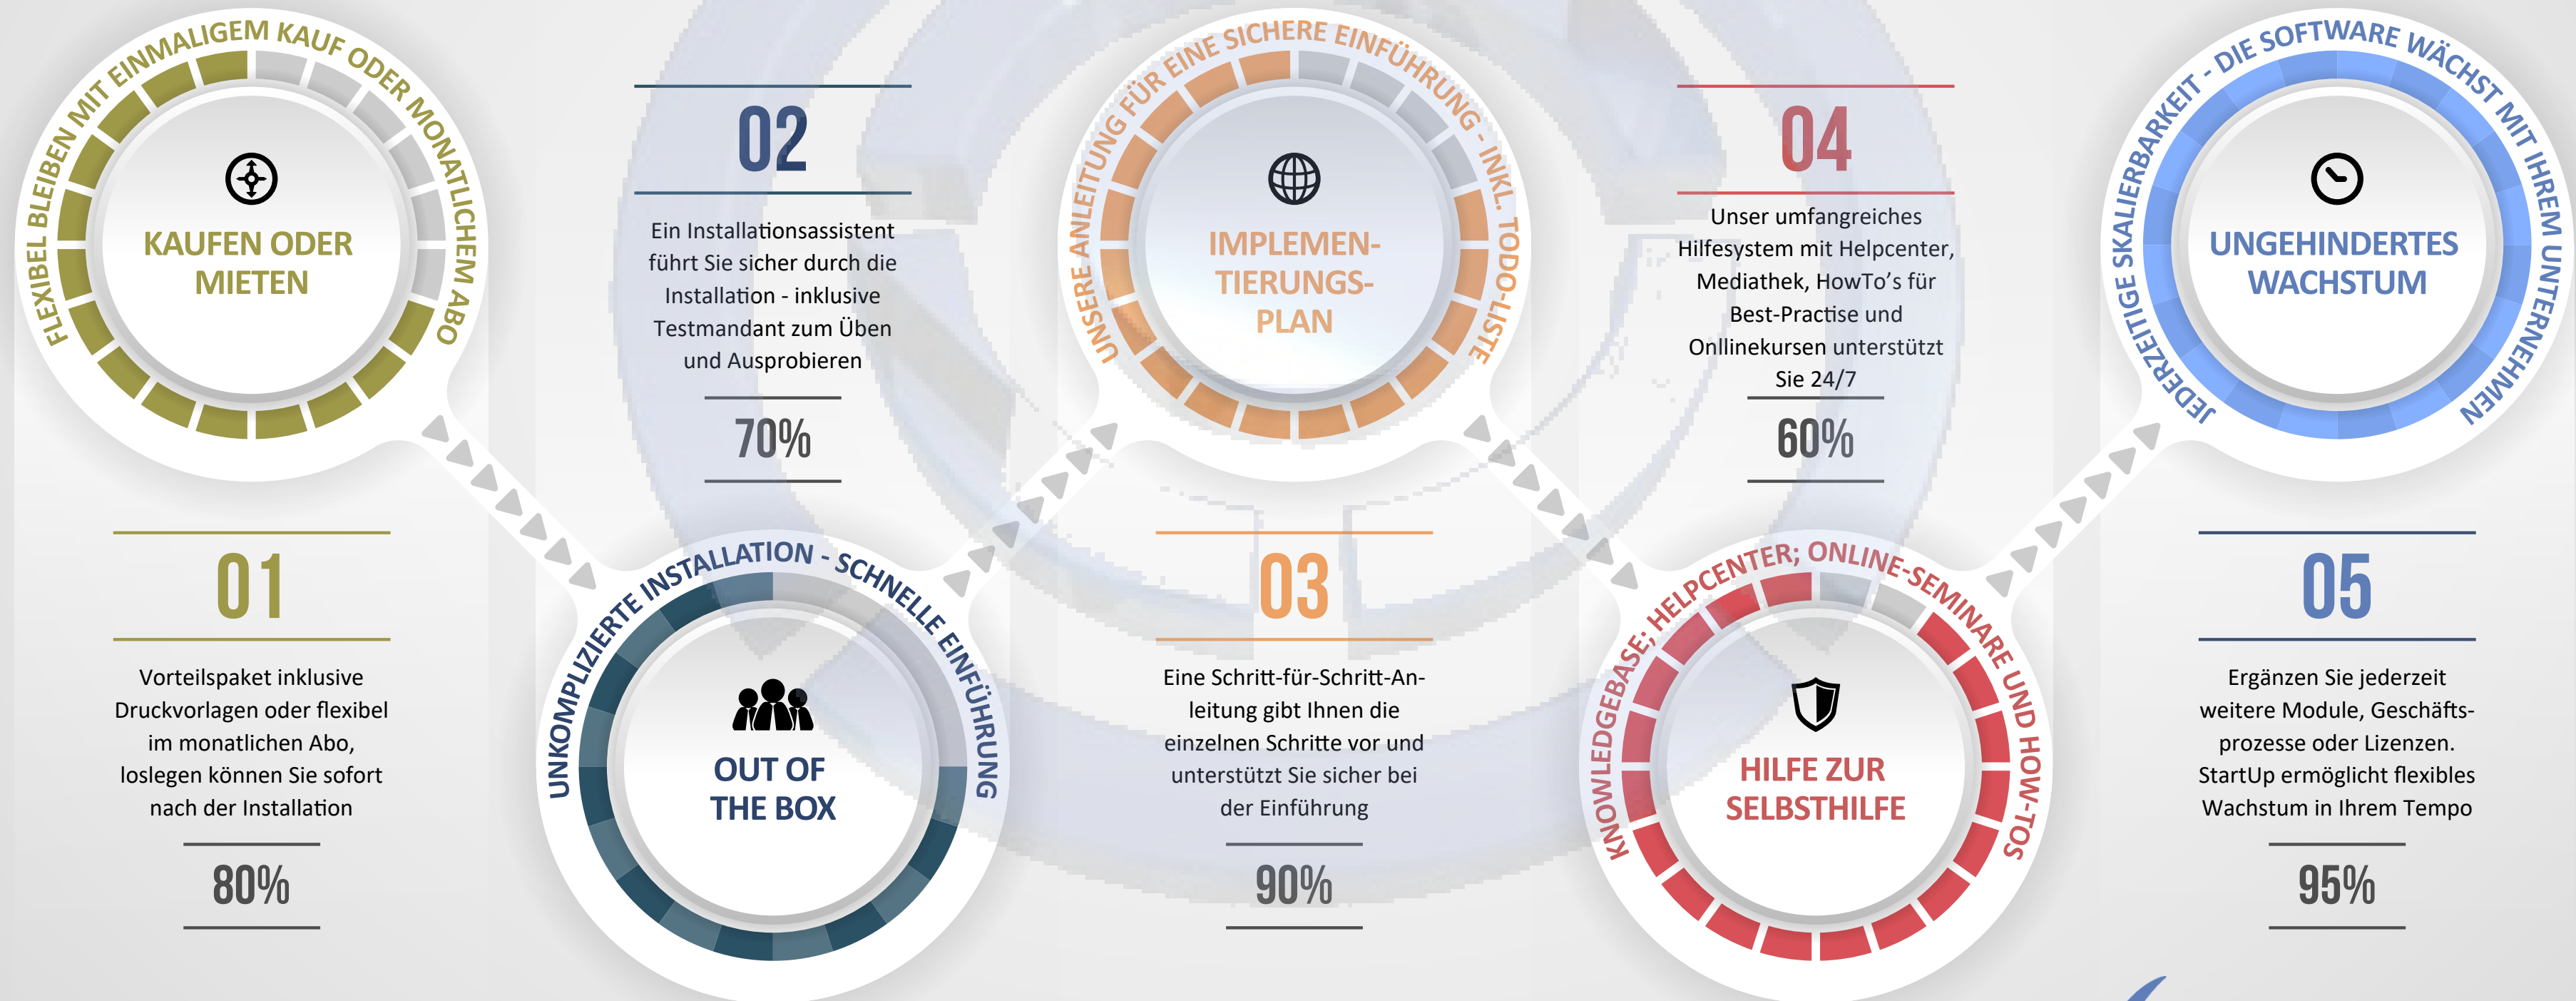 FLEXIBEL BLEIBEN MIT EINMALIGEM KAUF ODER MONATLICHEM ABO
KAUFEN ODER
MIETEN
01
Vorteilspaket inklusive
Druckvorlagen oder flexibel
im monatlichen Abo,
loslegen können Sie sofort
nach der Installation
80%
02
Ein Installationsassistent
führt Sie sicher durch die
Installation - inklusive
Testmandant zum Üben
und Ausprobieren
70%
UNKOMPLIZIERTE INSTALLATION - SCHNELLE EINFÜHRUNG
OUT OF
THE BOX
UNSERE ANLEITUNG FÜR EINE SICHERE EINFÜHRUNG - INKL. TODO-LISTE
IMPLEMEN-
TIERUNGS-
PLAN
03
Eine Schritt-für-Schritt-An-
leitung gibt Ihnen die
einzelnen Schritte vor und
unterstützt Sie sicher bei
der Einführung
90%
04
Unser umfangreiches
Hilfesystem mit Helpcenter,
Mediathek, HowTo's für
Best-Practise und
Onllinekursen unterstützt
Sie 24/7
60%
KNOWLEDGEBASE; HELPCENTER; ONLINE-SEMINARE UND HOW-TOS
HILFE ZUR
SELBSTHILFE
JEDERZEITIGE SKALIERBARKEIT - DIE SOFTWARE WÄCHST MIT IHREM UNTERNEHMEN
UNGEHINDERTES
WACHSTUM
05
Ergänzen Sie jederzeit
weitere Module, Geschäfts-
prozesse oder Lizenzen.
StartUp ermöglicht flexibles
Wachstum in Ihrem Tempo
95%